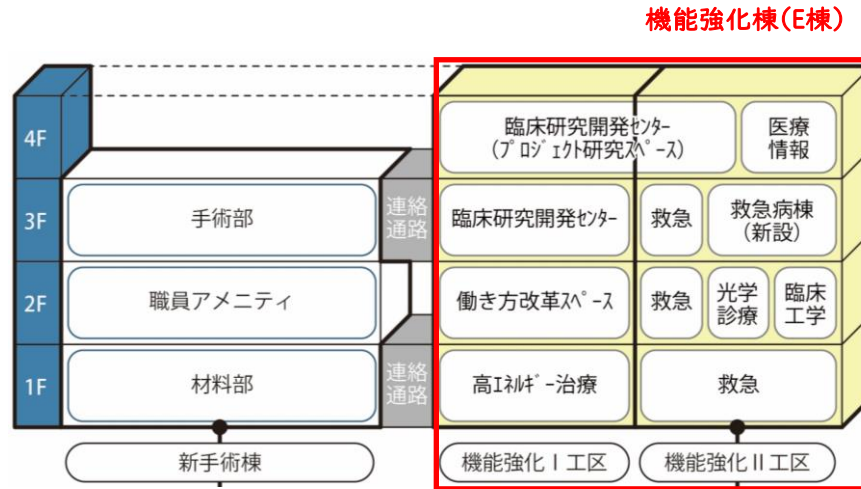 機能強化棟(E棟)
4F
臨床研究開発ｾﾝﾀｰ
(ﾌﾟﾛｼﾞｪｸﾄ研究ｽﾍﾟｰｽ)
医療
情報
3F
手術部
連絡
通路
臨床研究開発ｾﾝﾀｰ
救急
救急病棟
(新設)
2F
職員アメニティ
働き方改革ｽﾍﾟｰｽ
救急
光学
診療
臨床
工学
1F
材料部
連絡
通路
高ｴﾈﾙｷﾞｰ治療
救急
新手術棟
機能強化Ⅰ工区
機能強化Ⅱ工区